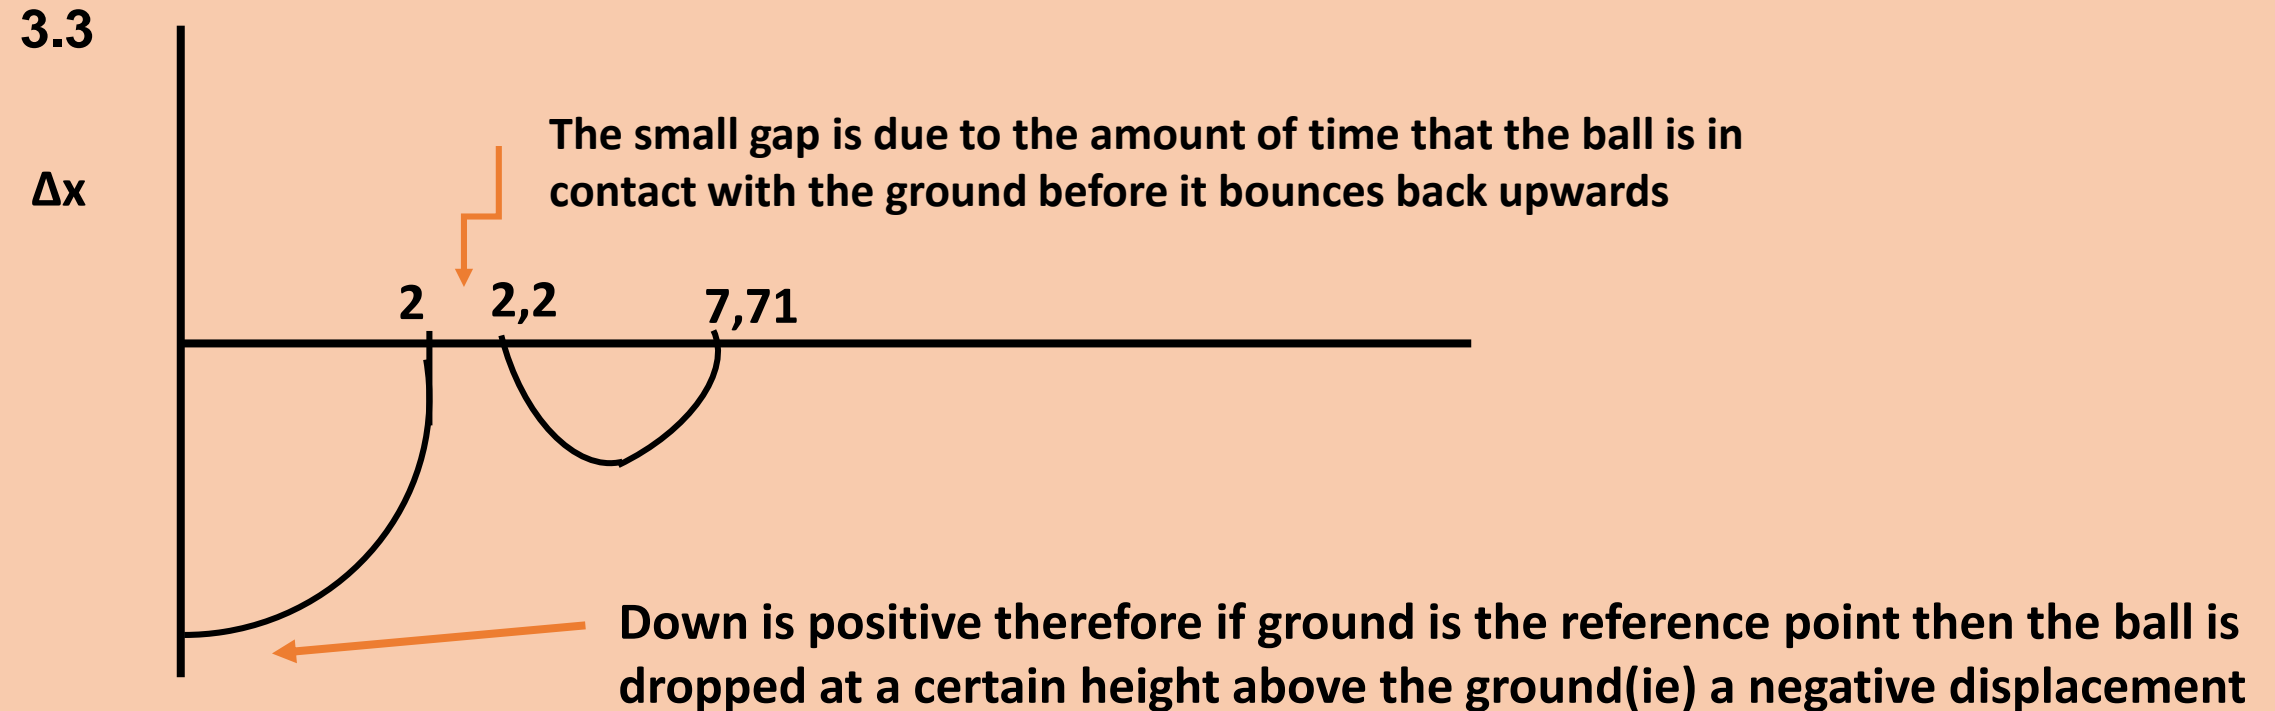 3.3
The small gap is due to the amount of time that the ball is in
contact with the ground before it bounces back upwards
Δx
2
2,2
7,71
Down is positive therefore if ground is the reference point then the ball is
dropped at a certain height above the ground(ie) a negative displacement